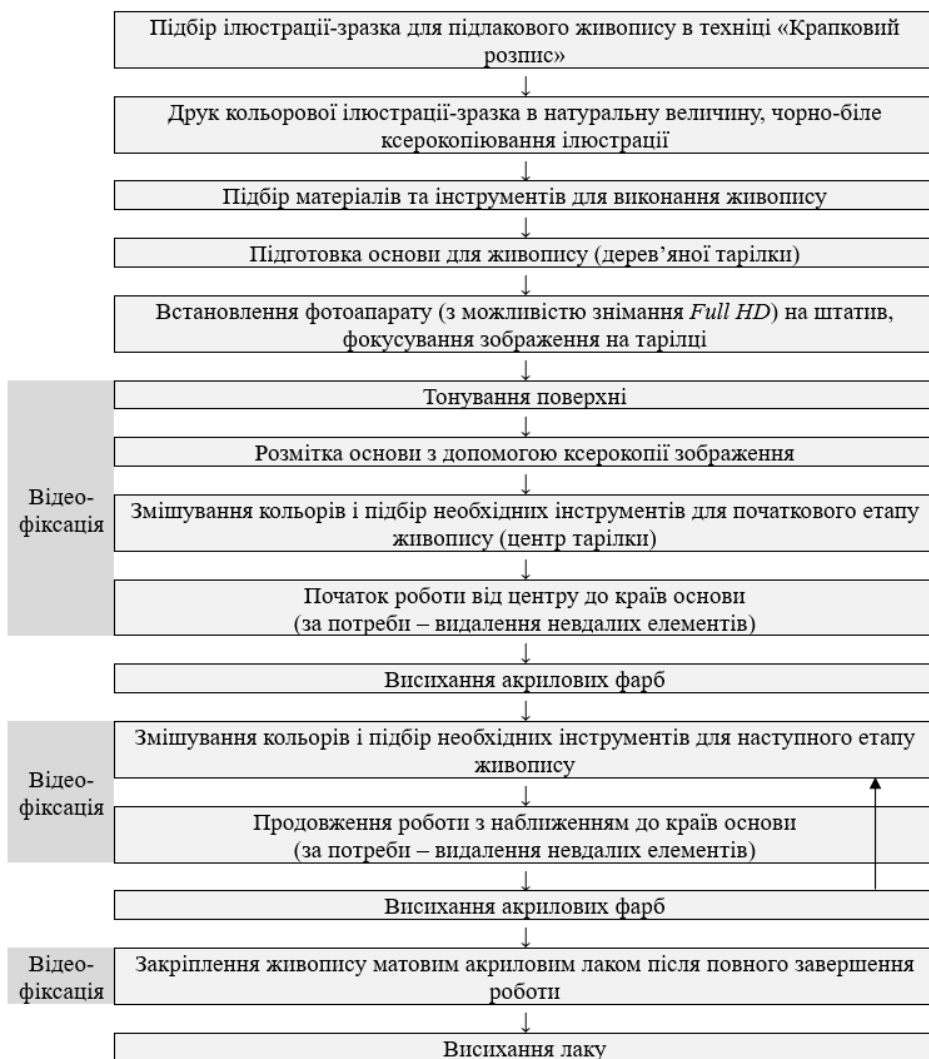 Підбір ілюстрації-зразка для підлакового живопису в техніці «Крапковий
розпис»
↓
Друк кольорової ілюстрації-зразка в натуральну величину, чорно-біле
ксерокопіювання ілюстрації
↓
Підбір матеріалів та інструментів для виконання живопису
↓
Підготовка основи для живопису (дерев’яної тарілки)
↓
Встановлення фотоапарату (з можливістю знімання Full HD) на штатив,
фокусування зображення на тарілці
↓
Відео-
фіксація
Тонування поверхні
↓
Розмітка основи з допомогою ксерокопії зображення
↓
Змішування кольорів і підбір необхідних інструментів для початкового етапу
живопису (центр тарілки)
↓
Початок роботи від центру до країв основи
(за потреби – видалення невдалих елементів)
↓
Висихання акрилових фарб
↓
Відео-
фіксація
Змішування кольорів і підбір необхідних інструментів для наступного етапу
живопису
↓
Продовження роботи з наближенням до країв основи
(за потреби – видалення невдалих елементів)
↓
Висихання акрилових фарб
↓
Відео-
фіксація
Закріплення живопису матовим акриловим лаком після повного завершення
роботи
↓
Висихання лаку